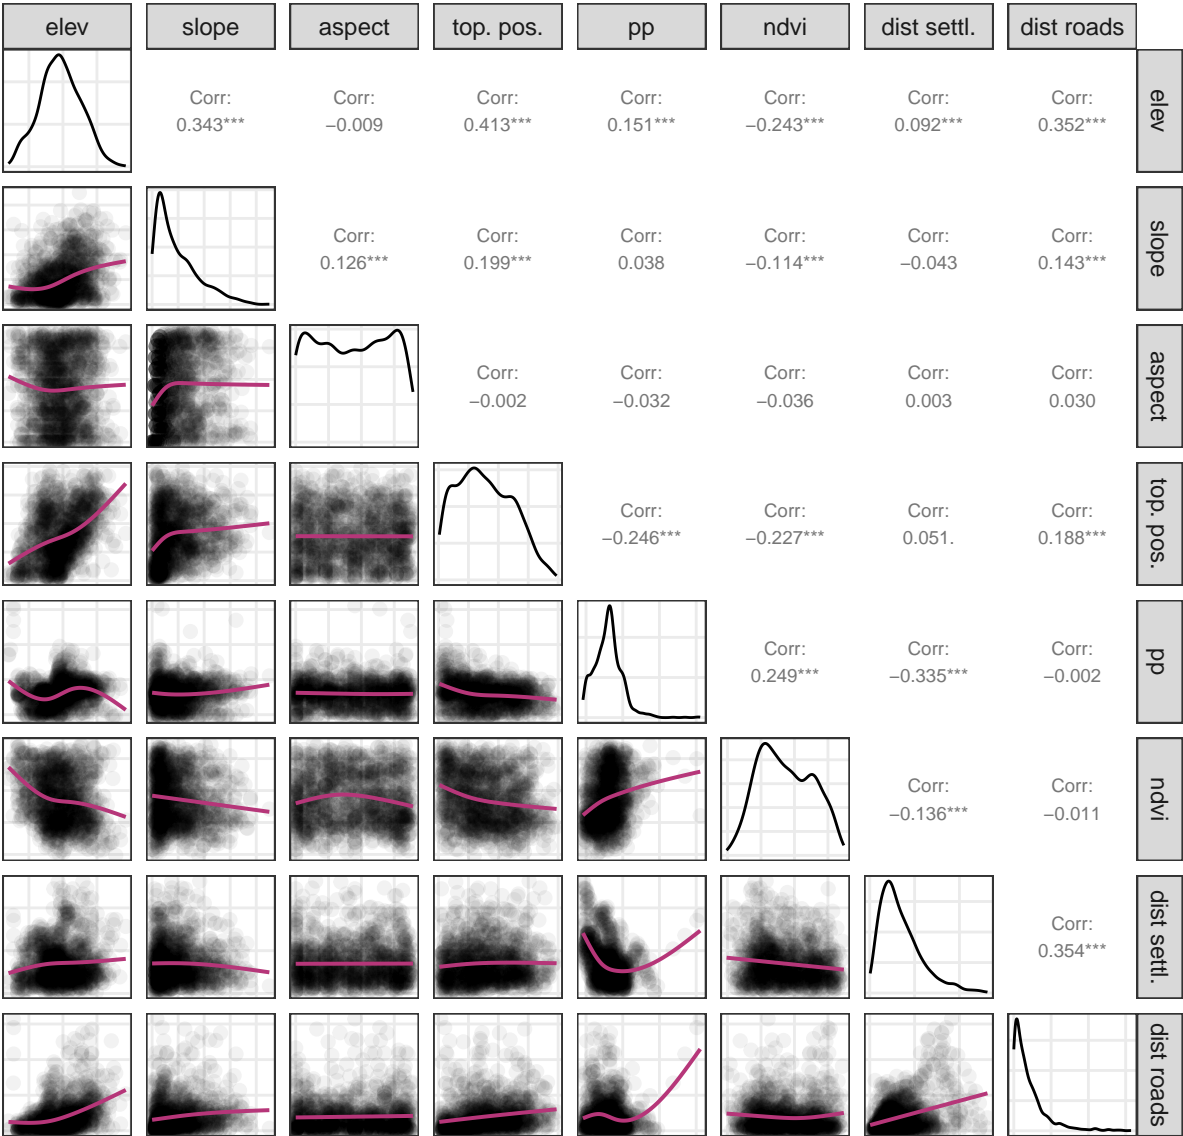 elev slope aspect top. pos. pp ndvi dist settl. dist roads
Corr: Corr: Corr: Corr: Corr: Corr: Corr:
0.343*** −0.009 0.413*** 0.151*** −0.243*** 0.092*** 0.352***
elev
Corr: Corr: Corr: Corr: Corr: Corr:
0.126*** 0.199*** 0.038 −0.114*** −0.043 0.143***
slope
Corr: Corr: Corr: Corr: Corr:
−0.002 −0.032 −0.036 0.003 0.030
aspect
Corr: Corr: Corr: Corr:
−0.246*** −0.227*** 0.051. 0.188***
top. pos.
Corr: Corr: Corr:
0.249*** −0.335*** −0.002
pp
Corr: Corr:
−0.136*** −0.011
ndvi
Corr:
0.354***
dist settl.
dist roads